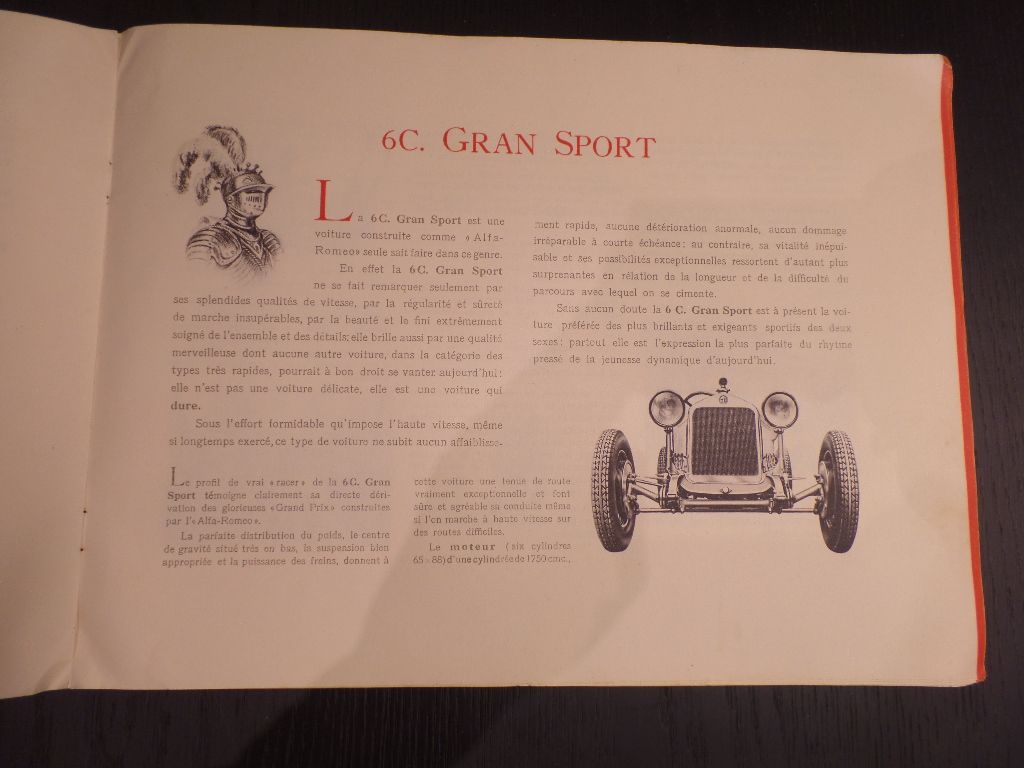 6C. GRAN SPORT
La 6C. Gran Sport est une
voiture construite comme «Alfa-
Romeo» seule sait faire dans ce genre.
En effet la 6C. Gran Sport
ne se fait remarquer seulement par
ses splendides qualités de vitesse, par la régularité et sûreté
de marche insupérables, par la beauté et le fini extrêmement
soigné de l'ensemble et des détails: elle brille aussi par une qualité
merveilleuse dont aucune autre voiture, dans la catégorie des
types très rapides, pourrait à bon droit se vanter aujourd'hui:
elle n'est pas une voiture délicate, elle est une voiture qui
dure.
Sous l'effort formidable qu'impose l'haute vitesse, même
si longtemps exercé, ce type de voiture ne subit aucun affaiblisse-
ment rapide, aucune détérioration anormale, aucun dommage
irréparable à courte échéance: au contraire, sa vitalité inépui-
sable et ses possibilités exceptionnelles ressortent d'autant plus
surprenantes en relation de la longueur et de la difficulté du
parcours avec lequel on se cimente.
Sans aucun doute la 6 C. Gran Sport est à présent la voi-
ture préférée des plus brillants et exigeants sportifs des deux
sexes: partout elle est l'expression la plus parfaite du rhytme
pressé de la jeunesse dynamique d'aujourd'hui.
Le profil de vrai «racer» de la 6C. Gran
Sport témoigne clairement sa directe déri-
vation des glorieuses «Grand Prix» construites
par l'«Alfa-Romeo».
La parfaite distribution du poids, le centre
de gravité situé très en bas, la suspension bien
appropriée et la puissance des freins, donnent à
cette voiture une tenue de route
vraiment exceptionnelle et font
sûre et agréable sa conduite même
si l'on marche à haute vitesse sur
des routes difficiles.
Le moteur (six cylindres
65×88) d'une cylindrée de 1750 cmc.,